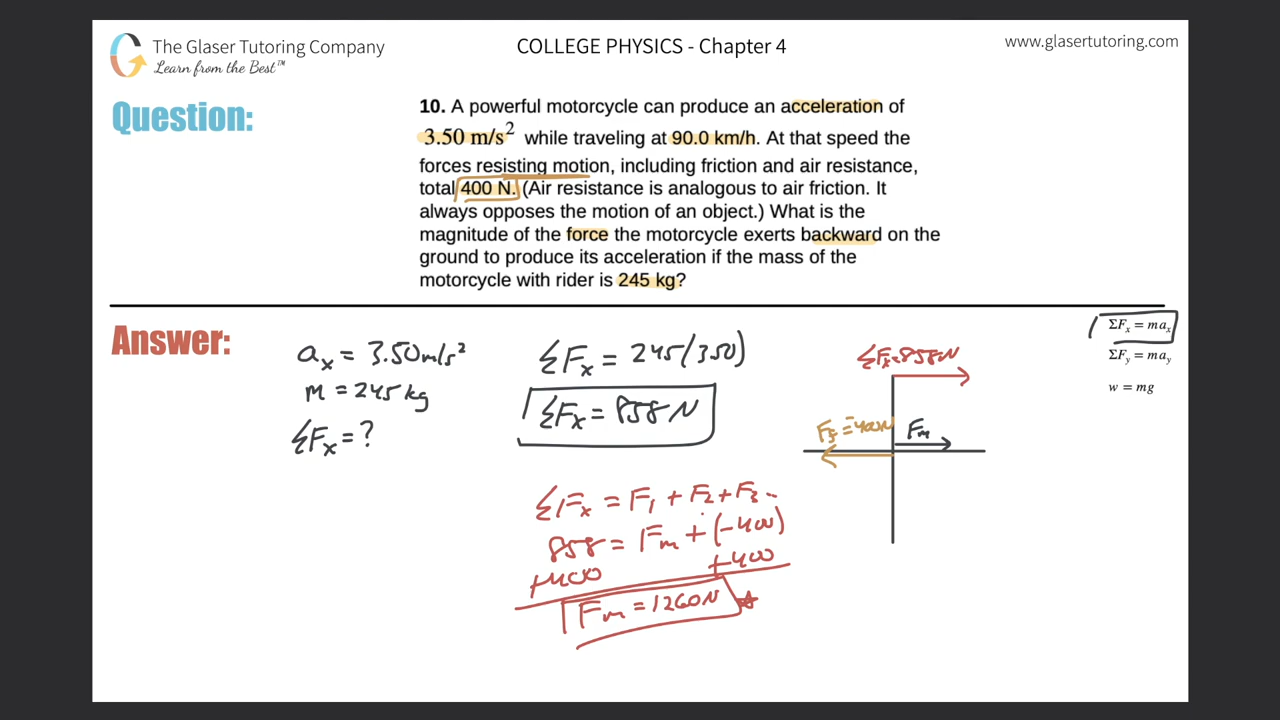 The Glaser Tutoring Company
Learn from the Best™
COLLEGE PHYSICS - Chapter 4
www.glasertutoring.com
Question:
10. A powerful motorcycle can produce an acceleration of
3.50 m/s² while traveling at 90.0 km/h. At that speed the
forces resisting motion, including friction and air resistance,
total 400 N. (Air resistance is analogous to air friction. It
always opposes the motion of an object.) What is the
magnitude of the force the motorcycle exerts backward on the
ground to produce its acceleration if the mass of the
motorcycle with rider is 245 kg?
Answer:
aₓ = 3.50 m/s²
m = 245 kg
ΣFₓ = ?
ΣFₓ = 245(3.50)
ΣFₓ = 858 N
ΣFₓ = F₁ + F₂ + F₃ ...
858 = Fm + (-400)
+400 +400
Fm = 1260 N
ΣFₓ = 858 N
Ff = 400N
Fm
ΣFₓ = maₓ
ΣFᵧ = maᵧ
w = mg